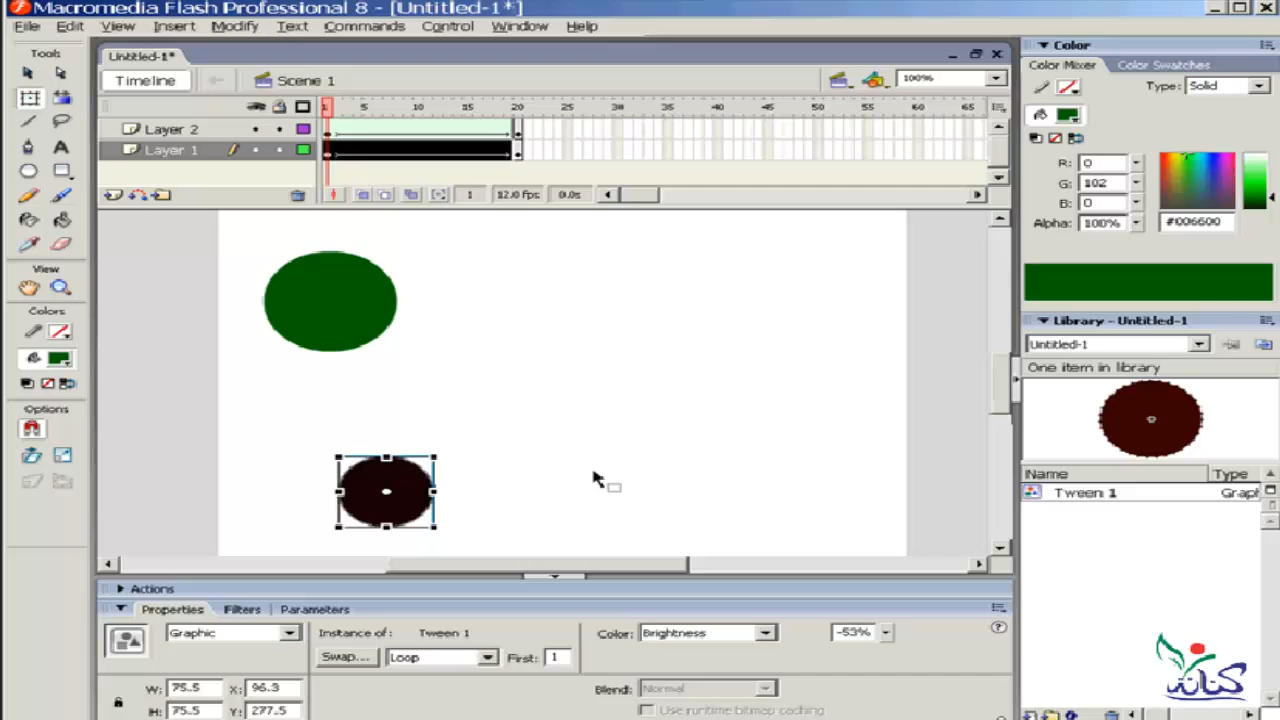 Macromedia Flash Professional 8 - [Untitled-1*]
File Edit View Insert Modify Text Commands Control Window Help
Tools
Untitled-1*
Timeline
Scene 1
100%
5 10 15 20 25 30 35 40 45 50 55 60 65
Layer 2
Layer 1
1 12.0 fps 0.0s
View
Colors
Options
Color
Color Mixer Color Swatches
Type: Solid
R: 0
G: 102
B: 0
Alpha: 100% #006600
Library - Untitled-1
Untitled-1
One item in library
Name Type
Tween 1 Graph
Actions
Properties Filters Parameters
Graphic
Instance of: Tween 1
Swap... Loop First: 1
Color: Brightness -53%
W: 75.5 X: 96.3
H: 75.5 Y: 277.5
Blend: Normal
Use runtime bitmap caching
كنانة